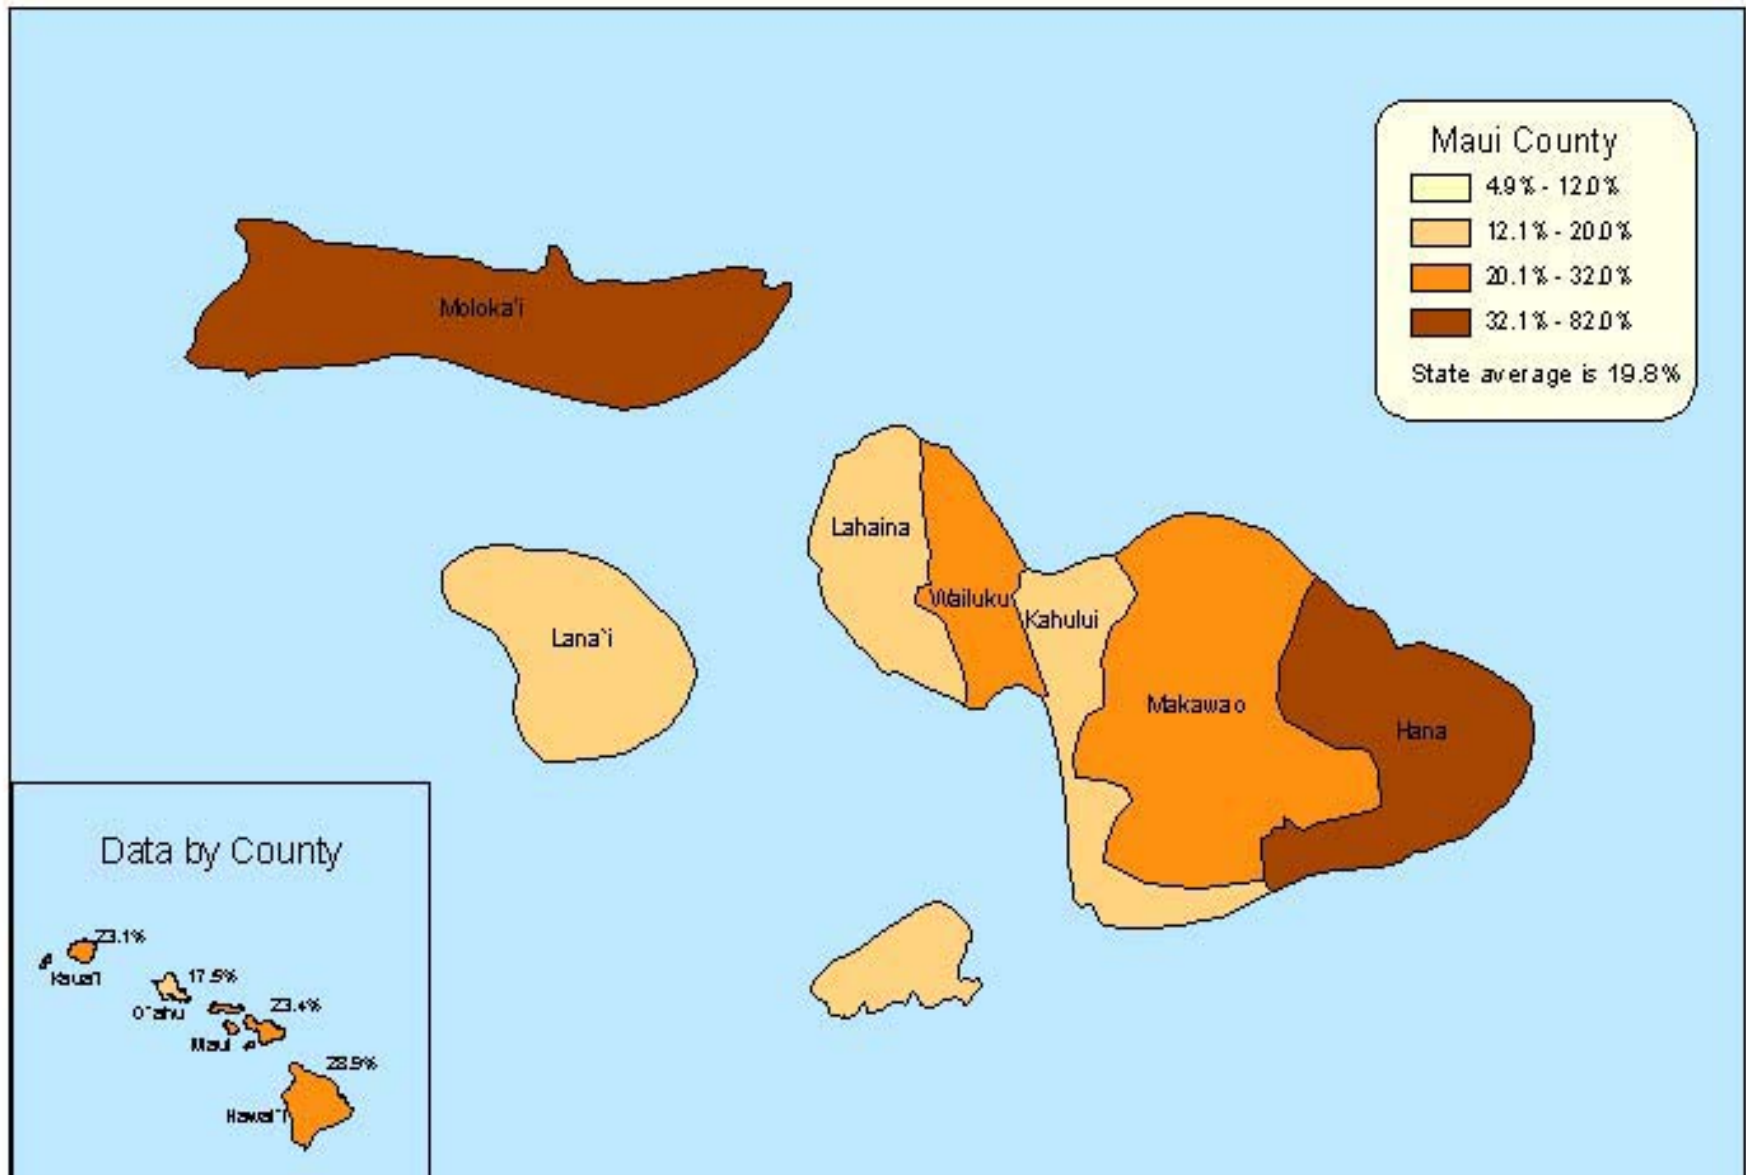 Maui County
4.9% - 12.0%
12.1% - 20.0%
20.1% - 32.0%
32.1% - 82.0%
State average is 19.8%
Moloka'i
Lahaina
Wailuku
Kahului
Lana`i
Makawao
Hana
Data by County
23.1%
Kaua'i
17.5%
O`ahu
23.4%
Maui
28.9%
Hawai`i